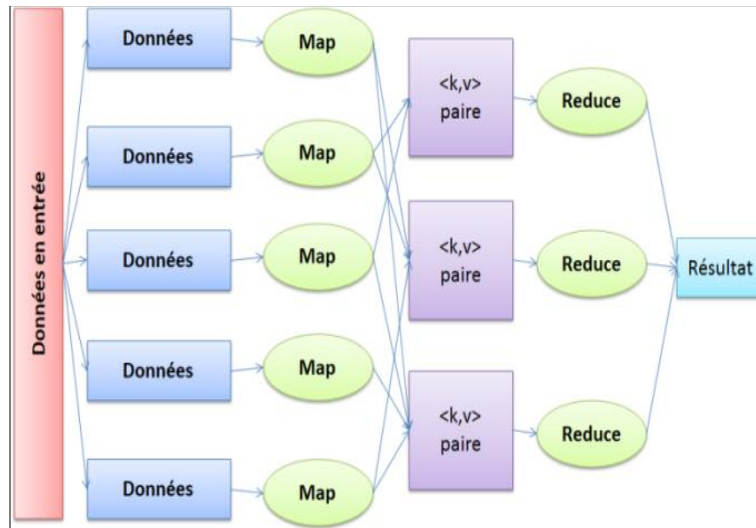 Données en entrée
Données
Map
Données
Map
Données
Map
Données
Map
Données
Map
<k,v>
paire
Reduce
<k,v>
paire
Reduce
<k,v>
paire
Reduce
Résultat